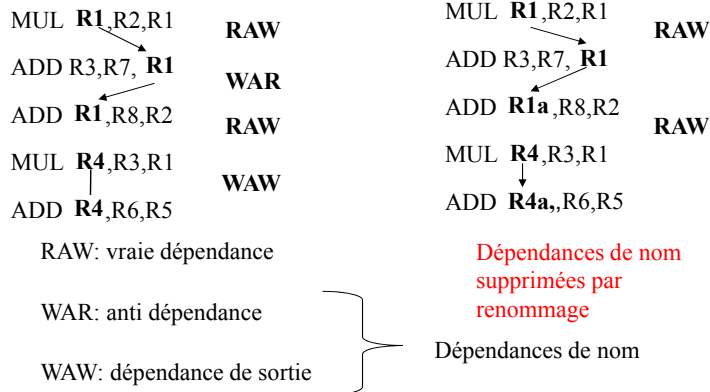 MUL R1,R2,R1
RAW
ADD R3,R7, R1
WAR
ADD R1,R8,R2
RAW
MUL R4,R3,R1
WAW
ADD R4,R6,R5
MUL R1,R2,R1
RAW
ADD R3,R7, R1
ADD R1a,R8,R2
RAW
MUL R4,R3,R1
ADD R4a,,R6,R5
RAW: vraie dépendance
WAR: anti dépendance
WAW: dépendance de sortie
Dépendances de nom
supprimées par
renommage
Dépendances de nom